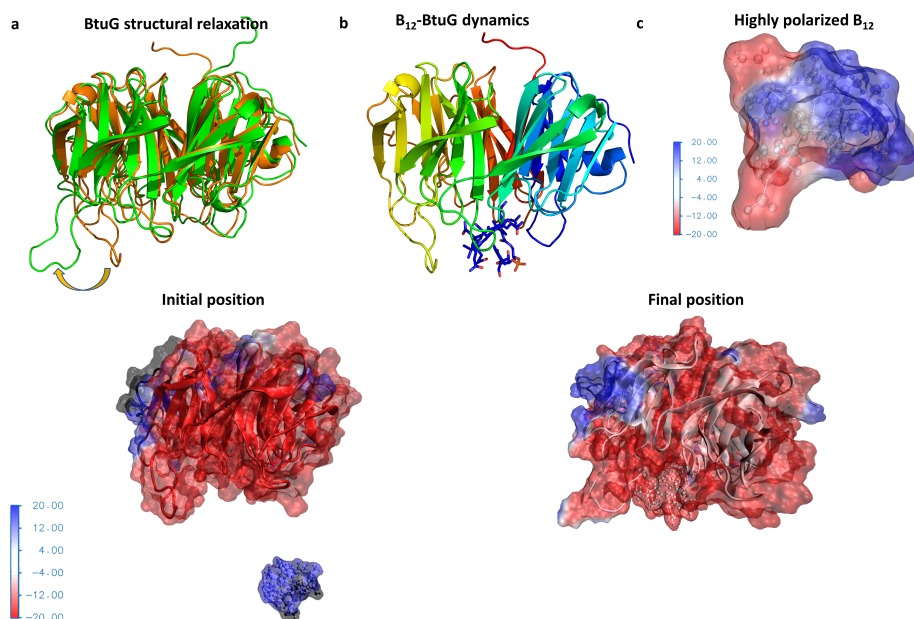 a
BtuG structural relaxation
b
B₁₂-BtuG dynamics
c
Highly polarized B₁₂
20.00
12.00
4.00
-4.00
-12.00
-20.00
Initial position
Final position
20.00
12.00
4.00
-4.00
-12.00
-20.00